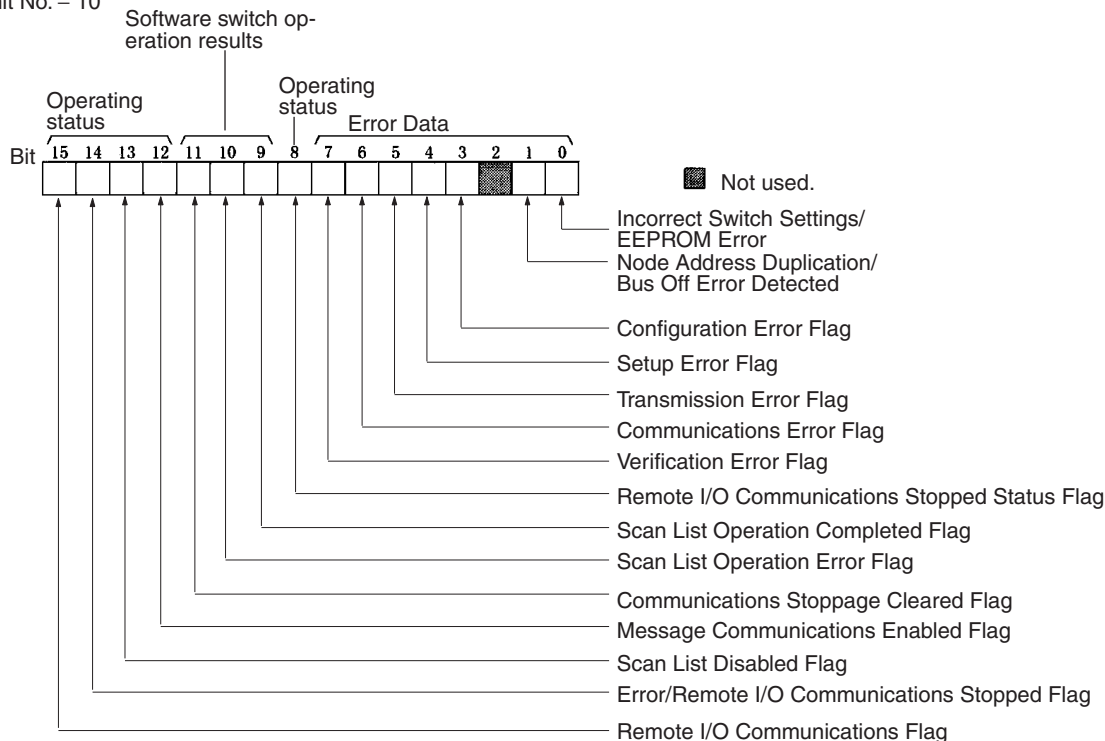 it No. – 10
Software switch op-
eration results
Operating
status
Operating
status
Error Data
Bit 15 14 13 12 11 10 9 8 7 6 5 4 3 2 1 0
Not used.
Incorrect Switch Settings/
EEPROM Error
Node Address Duplication/
Bus Off Error Detected
Configuration Error Flag
Setup Error Flag
Transmission Error Flag
Communications Error Flag
Verification Error Flag
Remote I/O Communications Stopped Status Flag
Scan List Operation Completed Flag
Scan List Operation Error Flag
Communications Stoppage Cleared Flag
Message Communications Enabled Flag
Scan List Disabled Flag
Error/Remote I/O Communications Stopped Flag
Remote I/O Communications Flag